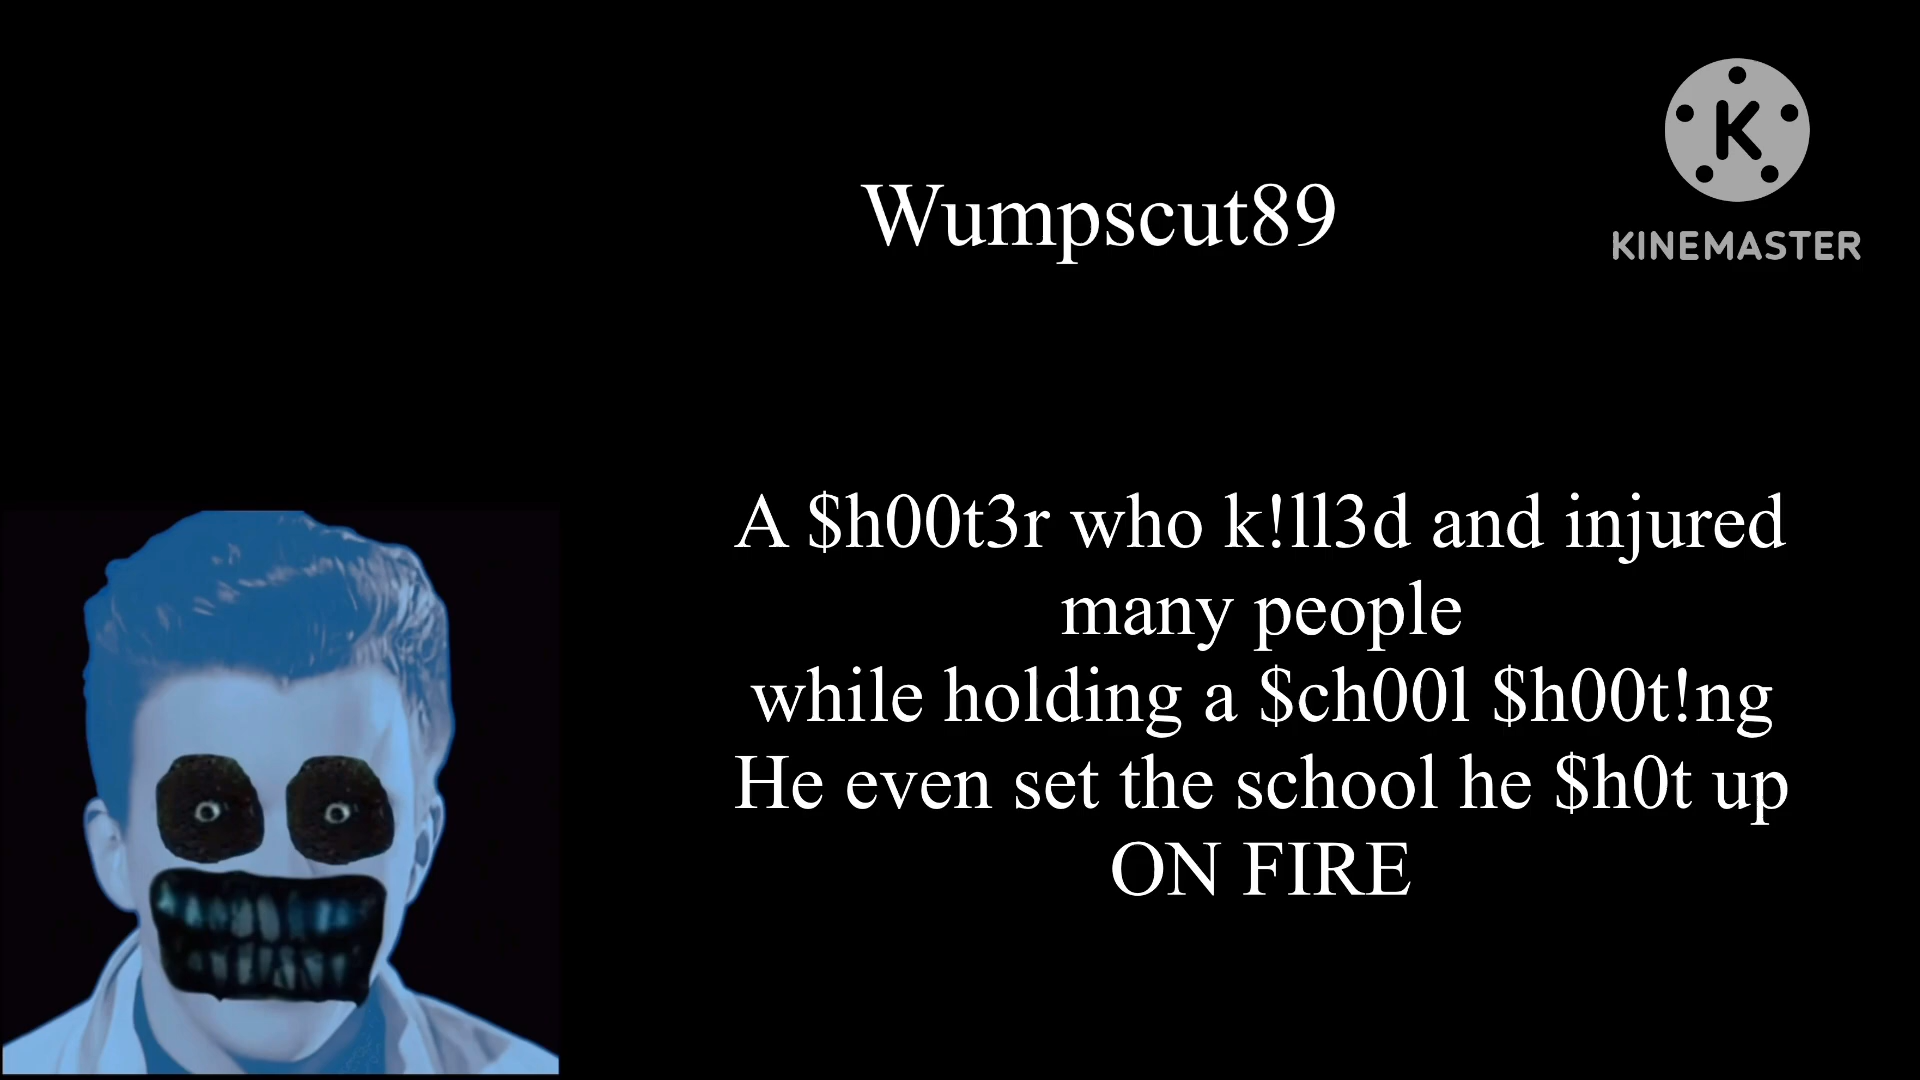 Wumpscut89
KINEMASTER
A $h00t3r who k!ll3d and injured
many people
while holding a $ch00l $h00t!ng
He even set the school he $h0t up
ON FIRE